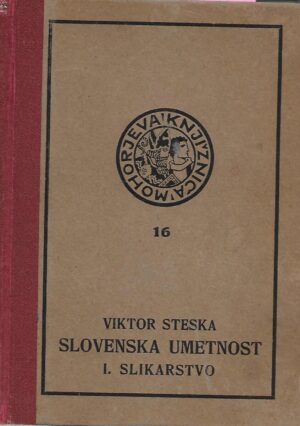 MOHORJEVA KNJIŽNICA
16
VIKTOR STESKA
SLOVENSKA UMETNOST
I. SLIKARSTVO